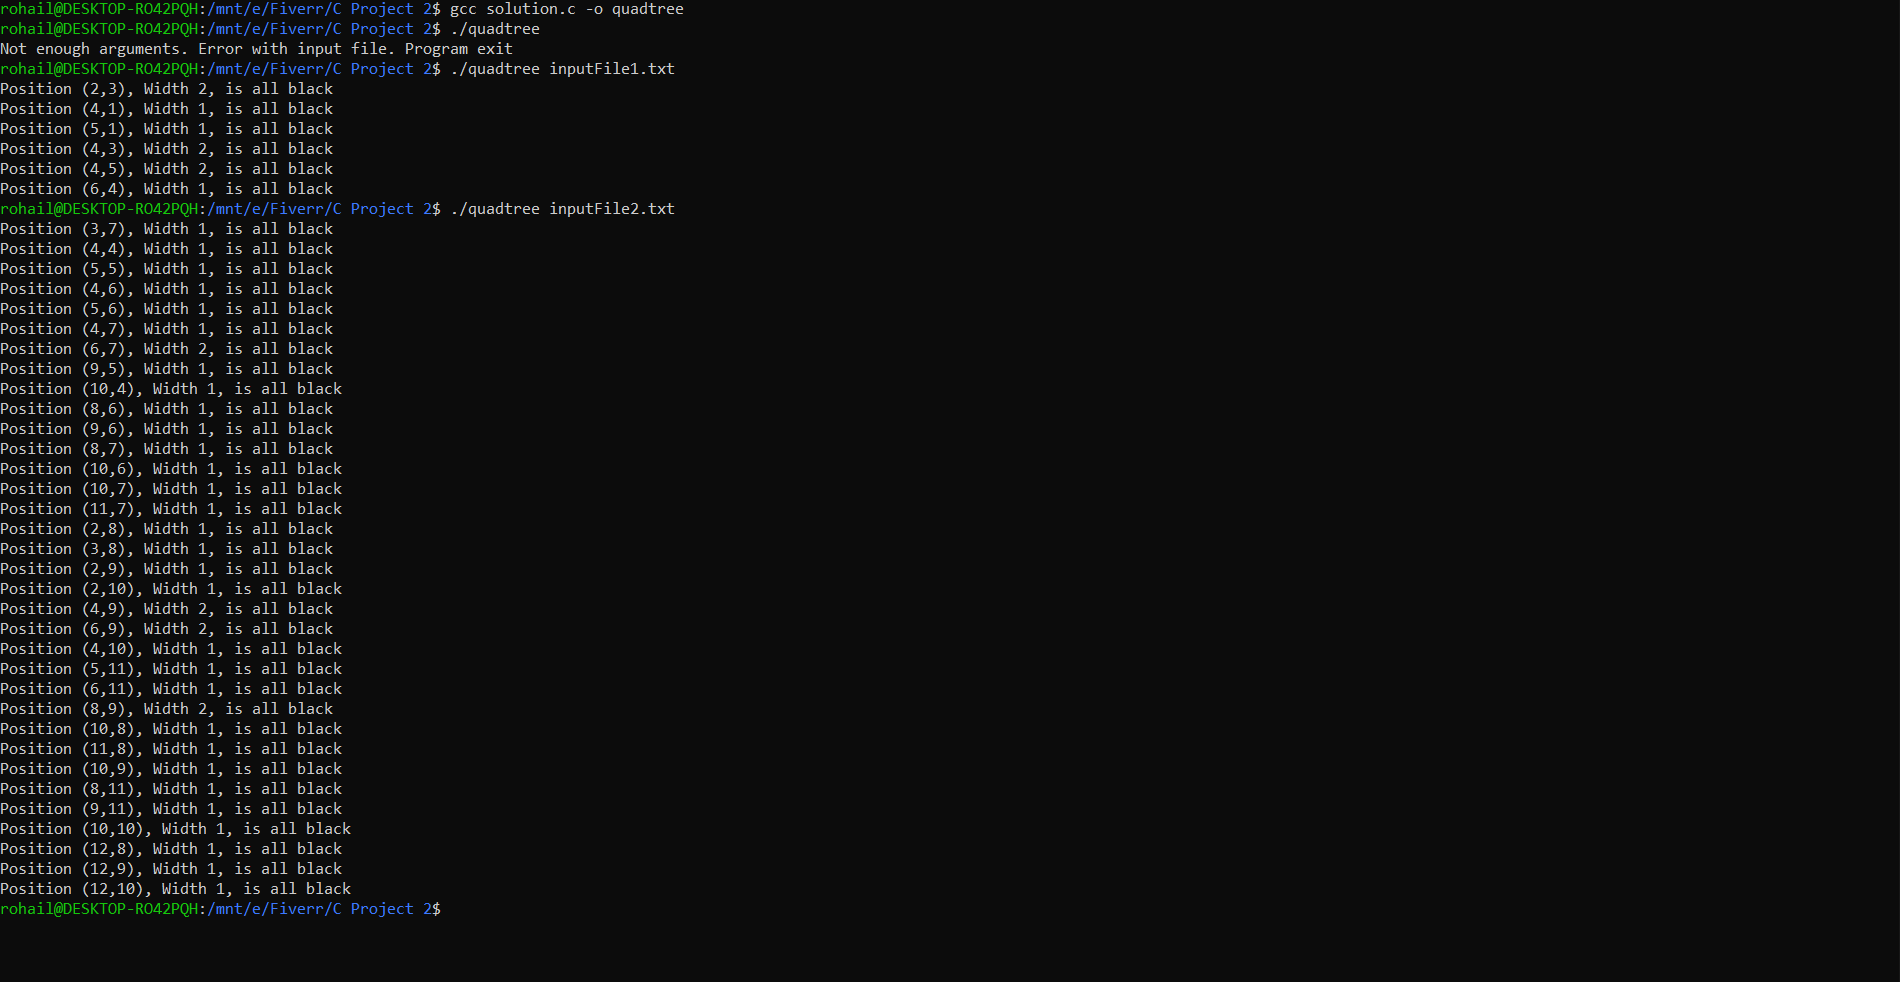 rohail@DESKTOP-RO42PQH:/mnt/e/Fiverr/C Project 2$ gcc solution.c -o quadtree
rohail@DESKTOP-RO42PQH:/mnt/e/Fiverr/C Project 2$ ./quadtree
Not enough arguments. Error with input file. Program exit
rohail@DESKTOP-RO42PQH:/mnt/e/Fiverr/C Project 2$ ./quadtree inputFile1.txt
Position (2,3), Width 2, is all black
Position (4,1), Width 1, is all black
Position (5,1), Width 1, is all black
Position (4,3), Width 2, is all black
Position (4,5), Width 2, is all black
Position (6,4), Width 1, is all black
rohail@DESKTOP-RO42PQH:/mnt/e/Fiverr/C Project 2$ ./quadtree inputFile2.txt
Position (3,7), Width 1, is all black
Position (4,4), Width 1, is all black
Position (5,5), Width 1, is all black
Position (4,6), Width 1, is all black
Position (5,6), Width 1, is all black
Position (4,7), Width 1, is all black
Position (6,7), Width 2, is all black
Position (9,5), Width 1, is all black
Position (10,4), Width 1, is all black
Position (8,6), Width 1, is all black
Position (9,6), Width 1, is all black
Position (8,7), Width 1, is all black
Position (10,6), Width 1, is all black
Position (10,7), Width 1, is all black
Position (11,7), Width 1, is all black
Position (2,8), Width 1, is all black
Position (3,8), Width 1, is all black
Position (2,9), Width 1, is all black
Position (2,10), Width 1, is all black
Position (4,9), Width 2, is all black
Position (6,9), Width 2, is all black
Position (4,10), Width 1, is all black
Position (5,11), Width 1, is all black
Position (6,11), Width 1, is all black
Position (8,9), Width 2, is all black
Position (10,8), Width 1, is all black
Position (11,8), Width 1, is all black
Position (10,9), Width 1, is all black
Position (8,11), Width 1, is all black
Position (9,11), Width 1, is all black
Position (10,10), Width 1, is all black
Position (12,8), Width 1, is all black
Position (12,9), Width 1, is all black
Position (12,10), Width 1, is all black
rohail@DESKTOP-RO42PQH:/mnt/e/Fiverr/C Project 2$